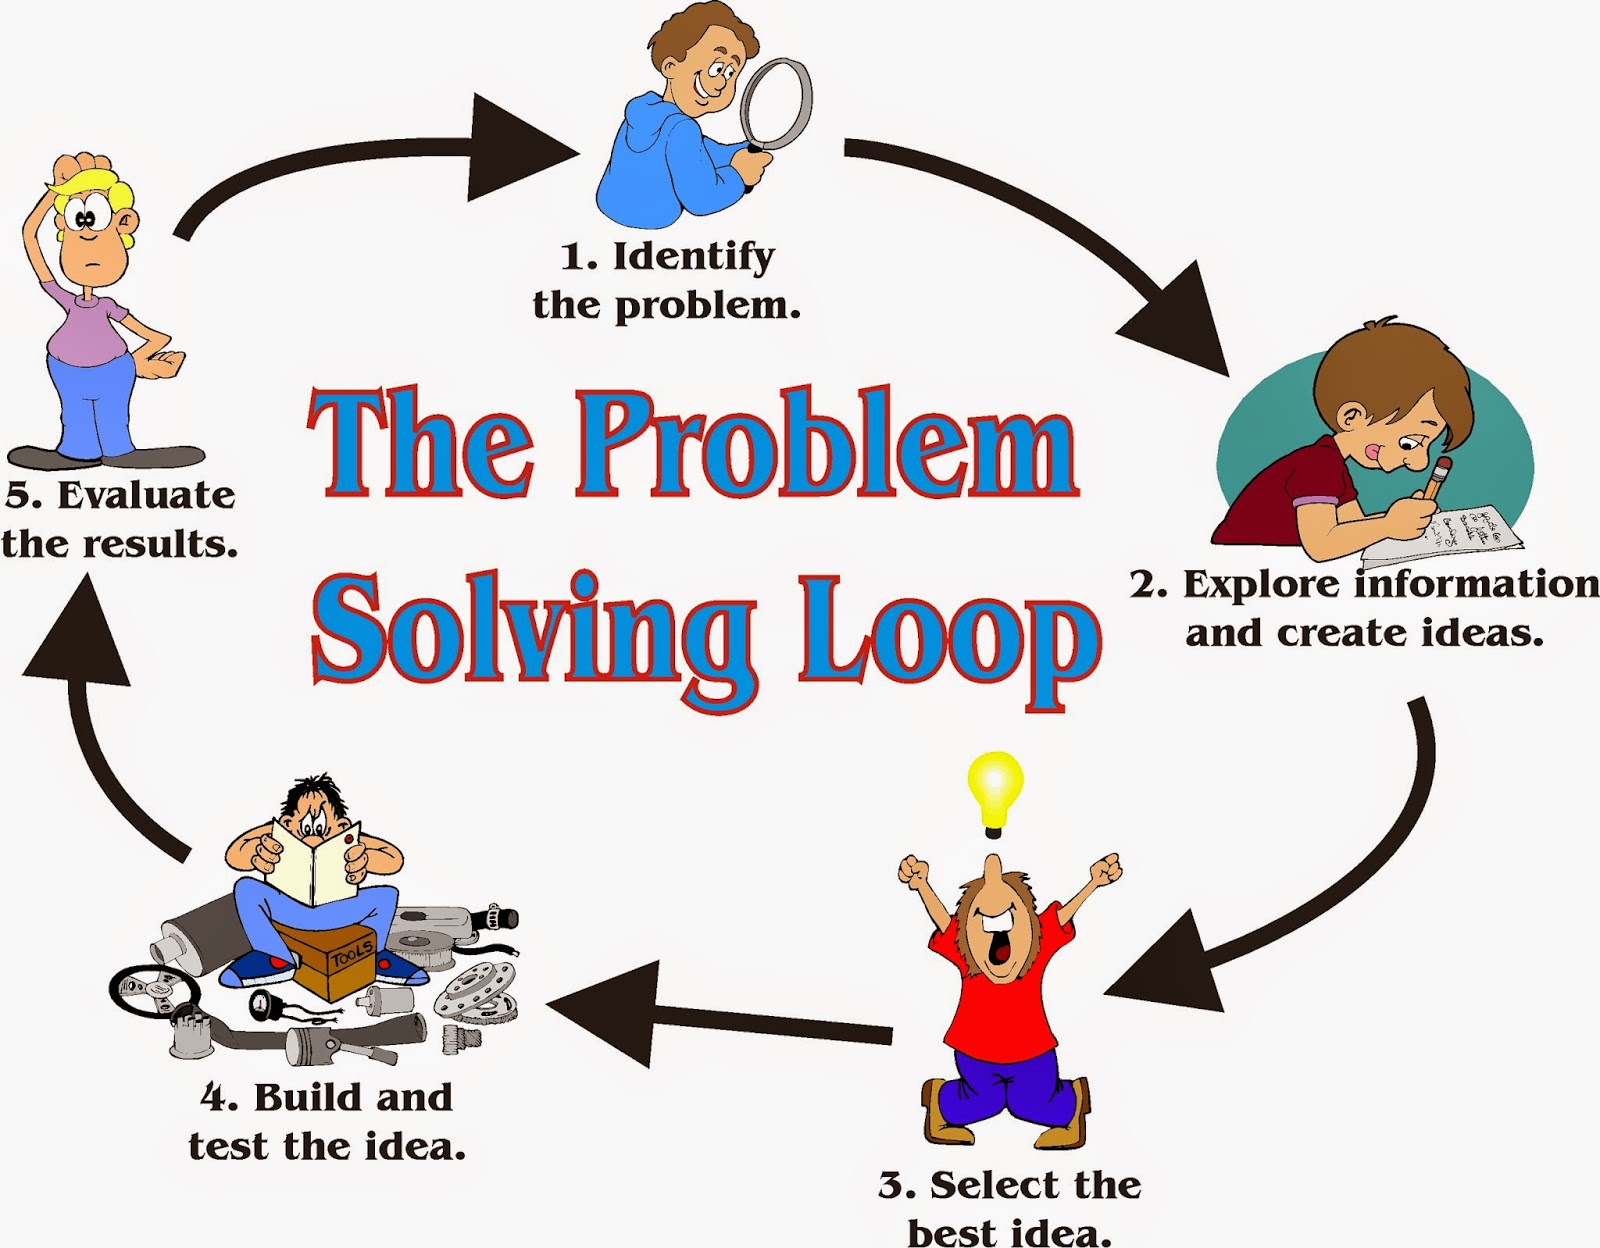 The Problem
Solving Loop
1. Identify
the problem.
2. Explore information
and create ideas.
3. Select the
best idea.
4. Build and
test the idea.
TOOLS
5. Evaluate
the results.